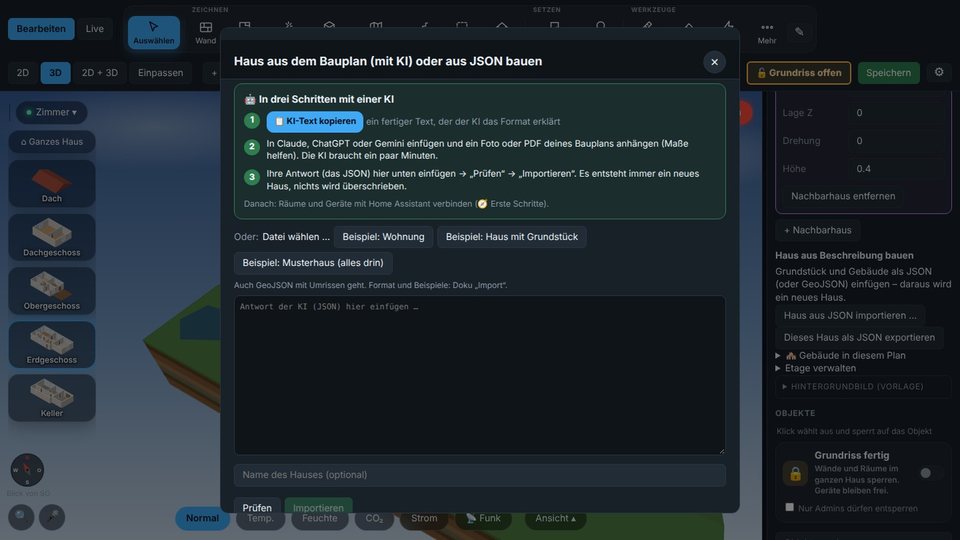 ZEICHNEN
SETZEN
WERKZEUGE
Bearbeiten
Live
Auswählen
Wand
Mehr
2D
3D
2D + 3D
Einpassen
+
🔓 Grundriss offen
Speichern
Zimmer ▾
⌂ Ganzes Haus
Dach
Dachgeschoss
Obergeschoss
Erdgeschoss
Keller
Blick von SO
Haus aus dem Bauplan (mit KI) oder aus JSON bauen
🤖 In drei Schritten mit einer KI
1 📋 KI-Text kopieren ein fertiger Text, der der KI das Format erklärt
2 In Claude, ChatGPT oder Gemini einfügen und ein Foto oder PDF deines Bauplans anhängen (Maße
helfen). Die KI braucht ein paar Minuten.
3 Ihre Antwort (das JSON) hier unten einfügen → „Prüfen“ → „Importieren“. Es entsteht immer ein neues
Haus, nichts wird überschrieben.
Danach: Räume und Geräte mit Home Assistant verbinden (🧭 Erste Schritte).
Oder: Datei wählen ... Beispiel: Wohnung Beispiel: Haus mit Grundstück
Beispiel: Musterhaus (alles drin)
Auch GeoJSON mit Umrissen geht. Format und Beispiele: Doku „Import“.
Antwort der KI (JSON) hier einfügen …
Name des Hauses (optional)
Prüfen Importieren
Normal Temp. Feuchte CO₂ Strom 📡 Funk Ansicht ▴
Lage Z 0
Drehung 0
Höhe 0.4
Nachbarhaus entfernen
+ Nachbarhaus
Haus aus Beschreibung bauen
Grundstück und Gebäude als JSON
(oder GeoJSON) einfügen – daraus wird
ein neues Haus.
Haus aus JSON importieren ...
Dieses Haus als JSON exportieren
▶ 🏘️ Gebäude in diesem Plan
▶ Etage verwalten
▶ HINTERGRUNDBILD (VORLAGE)
OBJEKTE
Klick wählt aus und sperrt auf das Objekt
Grundriss fertig
Wände und Räume im
ganzen Haus sperren.
Geräte bleiben frei.
Nur Admins dürfen entsperren